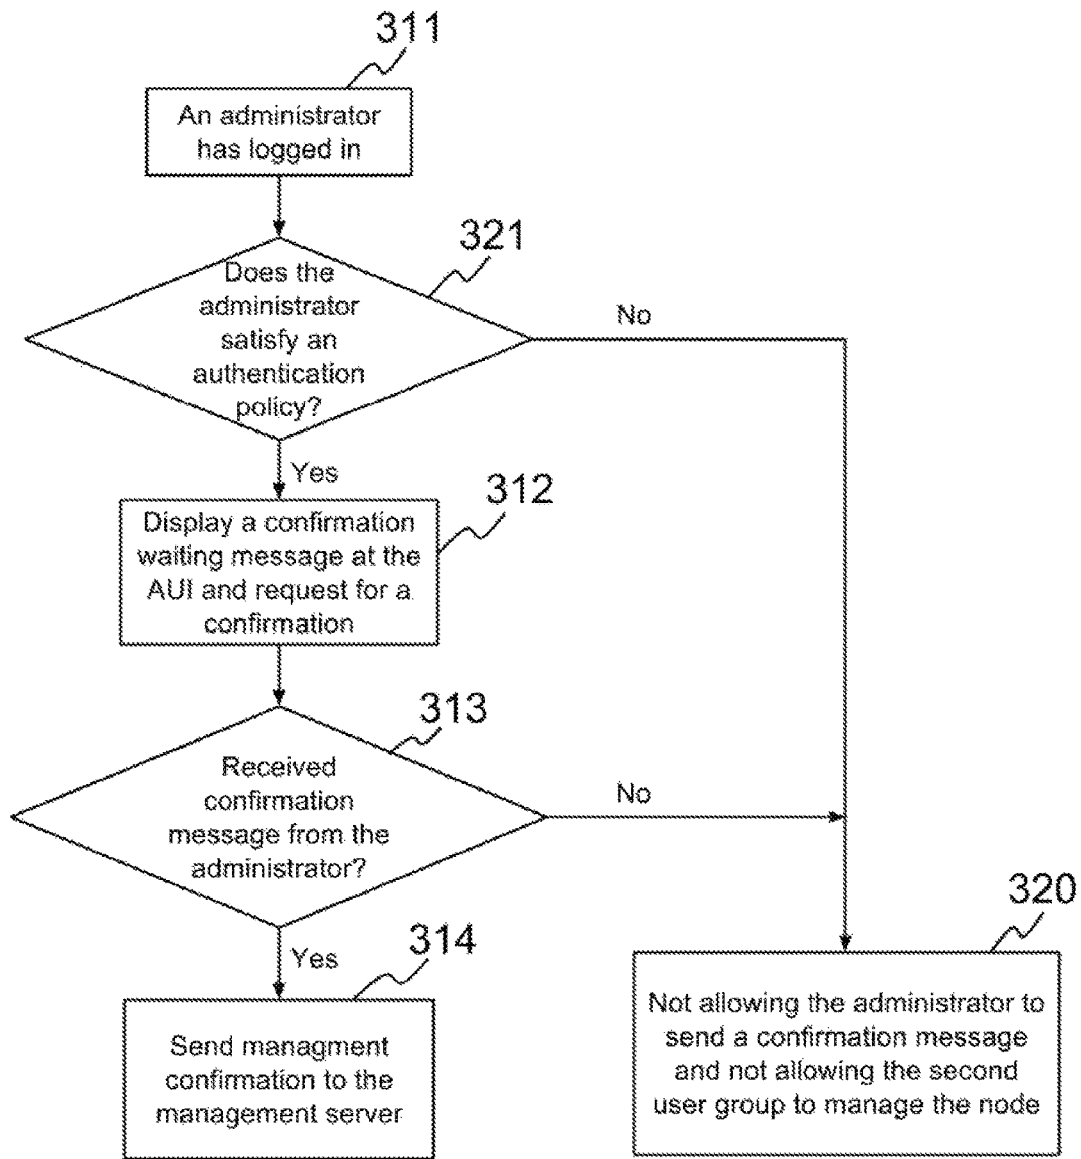 311
An administrator
has logged in
321
Does the
administrator
satisfy an
authentication
policy?
No
Yes
312
Display a confirmation
waiting message at the
AUI and request for a
confirmation
313
Received
confirmation
message from the
administrator?
No
Yes
314
Send managment
confirmation to the
management server
320
Not allowing the administrator to
send a confirmation message
and not allowing the second
user group to manage the node